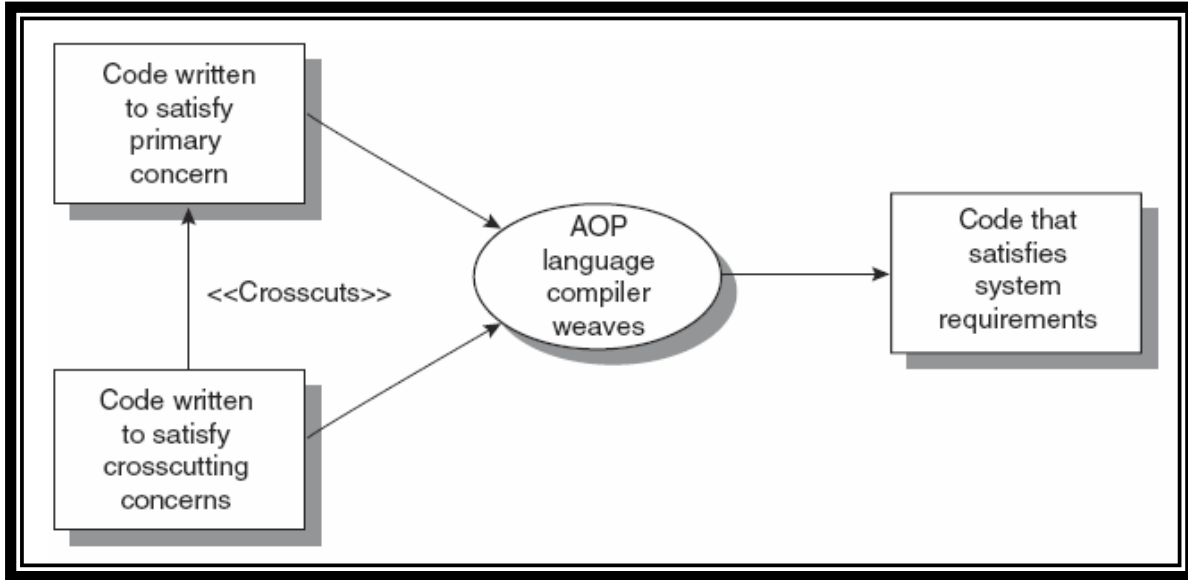 Code written
to satisfy
primary
concern
<<Crosscuts>>
Code written
to satisfy
crosscutting
concerns
AOP
language
compiler
weaves
Code that
satisfies
system
requirements